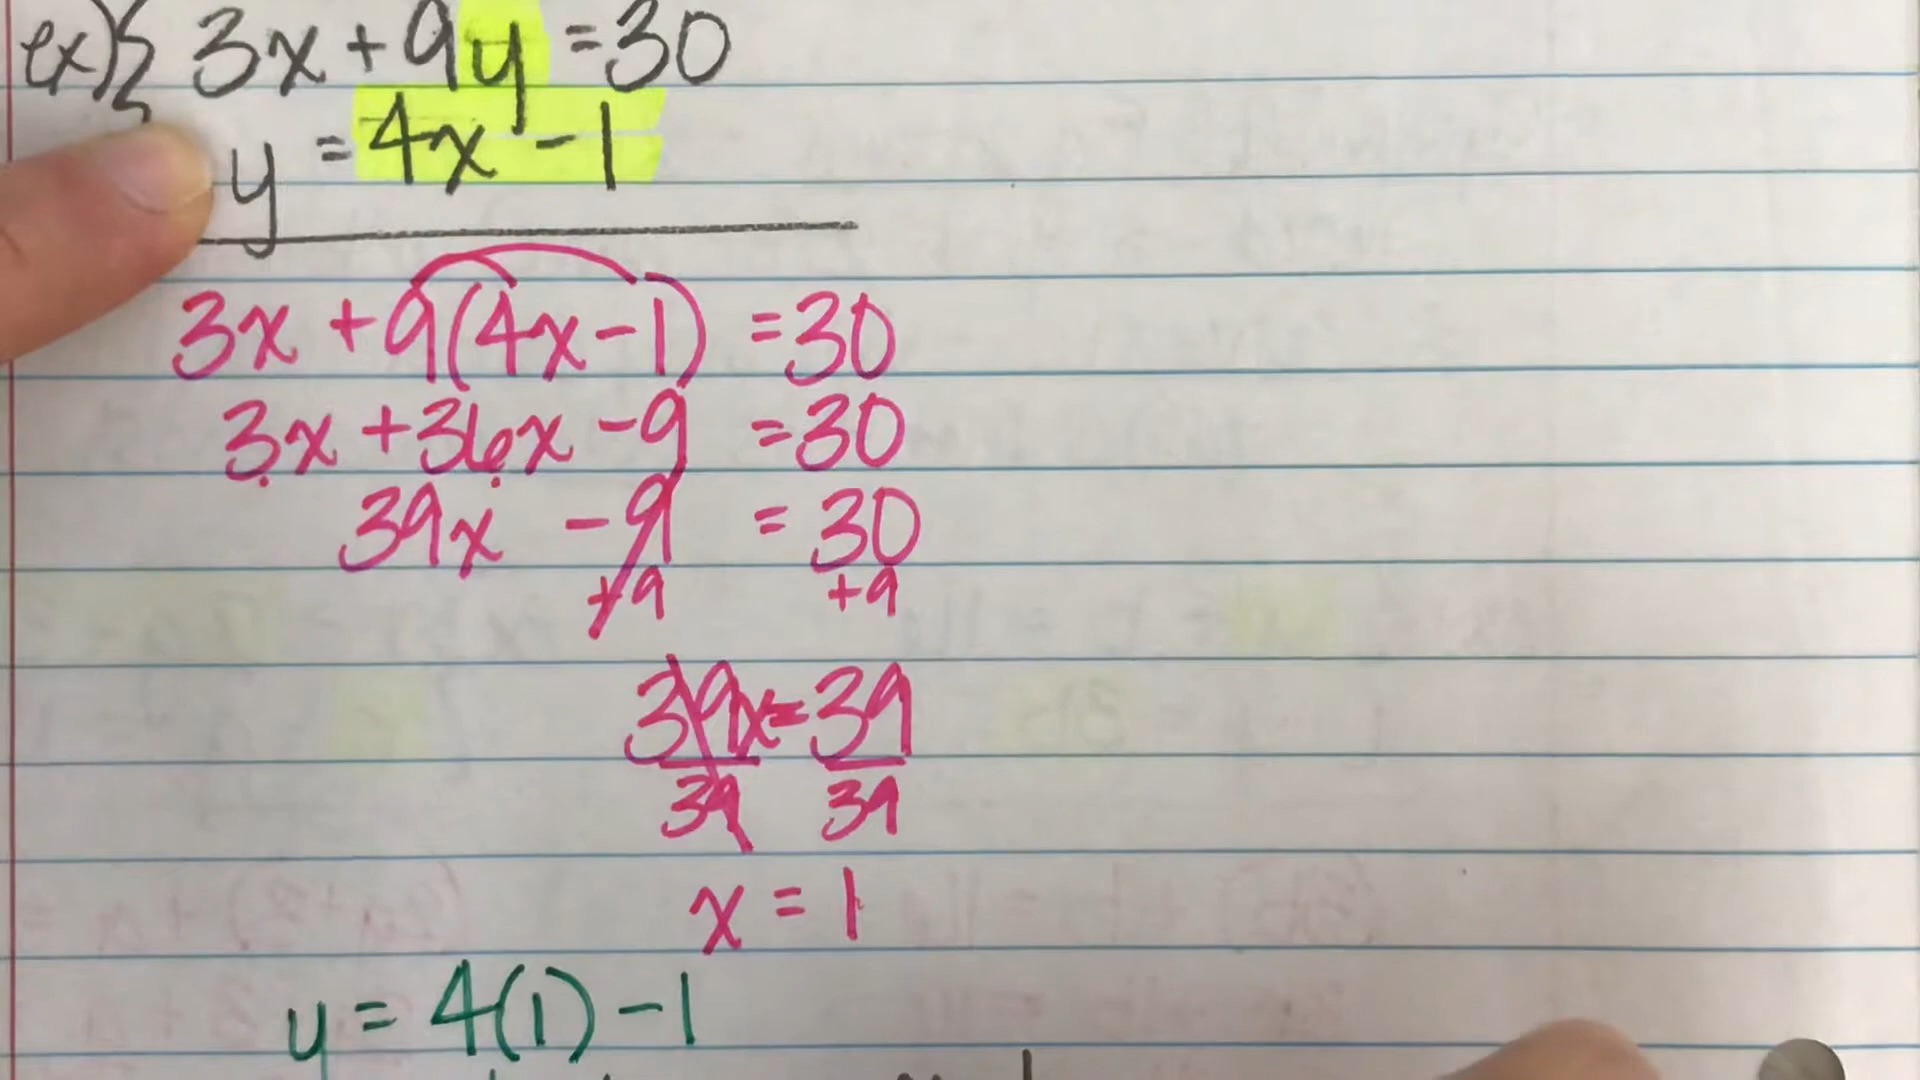 ex) { 3x + 9y = 30
y = 4x - 1
3x + 9(4x - 1) = 30
3x + 36x - 9 = 30
39x - 9 = 30
+9 +9
39x = 39
39 39
x = 1
y = 4(1) - 1